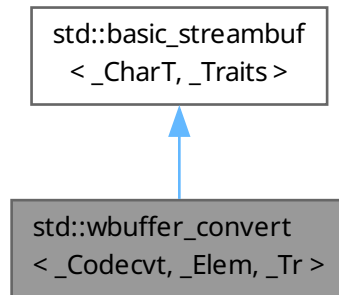 std::basic_streambuf
< _CharT, _Traits >
std::wbuffer_convert
< _Codecvt, _Elem, _Tr >